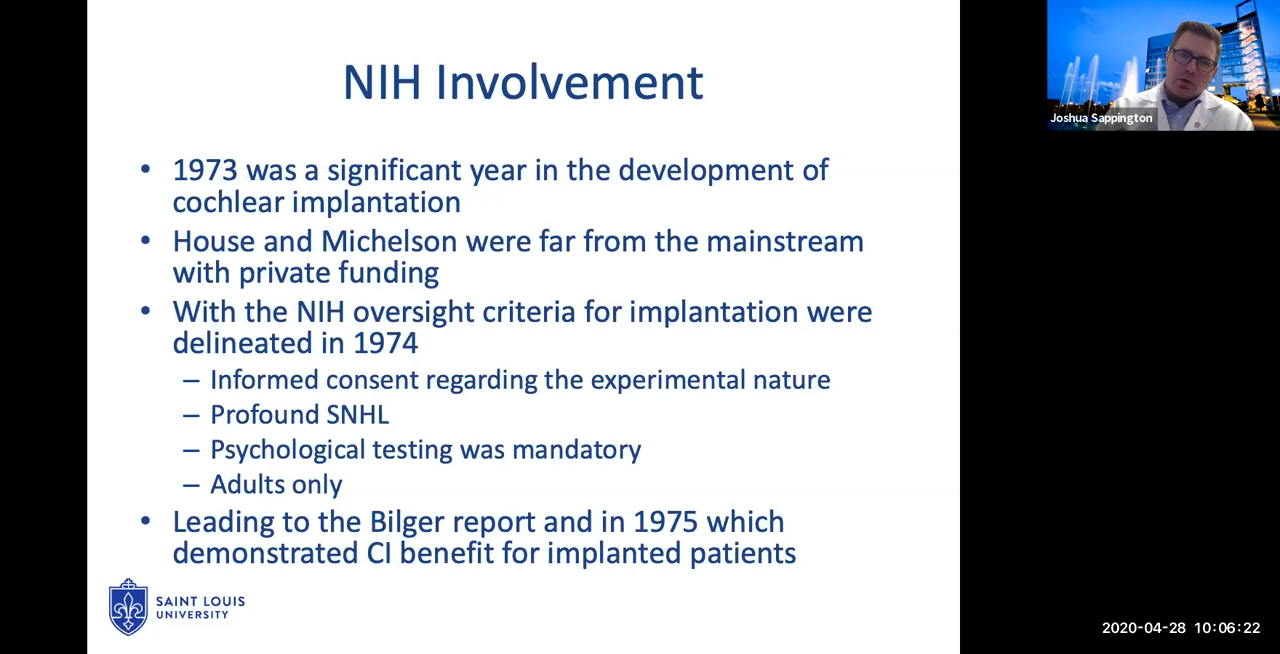 NIH Involvement
• 1973 was a significant year in the development of
cochlear implantation
• House and Michelson were far from the mainstream
with private funding
• With the NIH oversight criteria for implantation were
delineated in 1974
– Informed consent regarding the experimental nature
– Profound SNHL
– Psychological testing was mandatory
– Adults only
• Leading to the Bilger report and in 1975 which
demonstrated CI benefit for implanted patients
SAINT LOUIS
UNIVERSITY
Joshua Sappington
2020-04-28 10:06:22